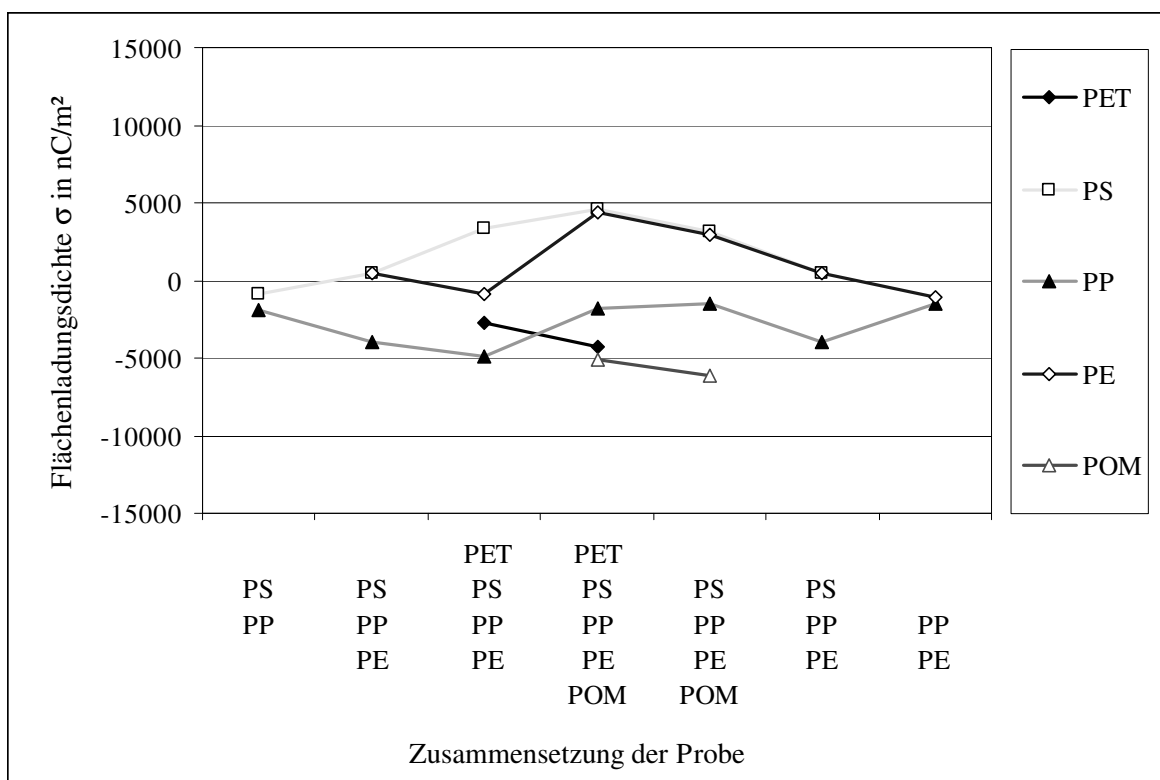 15000
10000
5000
0
-5000
-10000
-15000
Flächenladungsdichte σ in nC/m²
PET
PS
PP
PE
POM
PET PET
PS PS PS PS PS PS
PP PP PP PP PP PP PP
PE PE PE PE PE PE
POM POM
Zusammensetzung der Probe